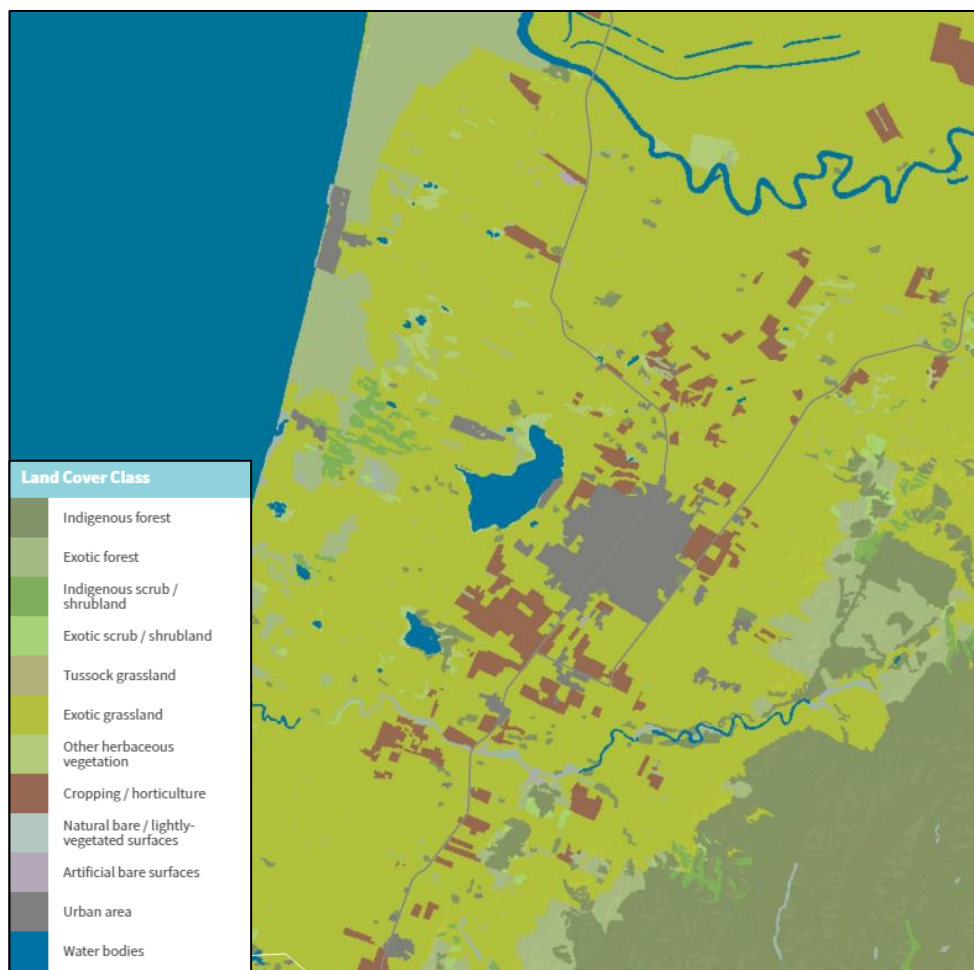 Land Cover Class
Indigenous forest
Exotic forest
Indigenous scrub /
shrubland
Exotic scrub / shrubland
Tussock grassland
Exotic grassland
Other herbaceous
vegetation
Cropping / horticulture
Natural bare / lightly-
vegetated surfaces
Artificial bare surfaces
Urban area
Water bodies